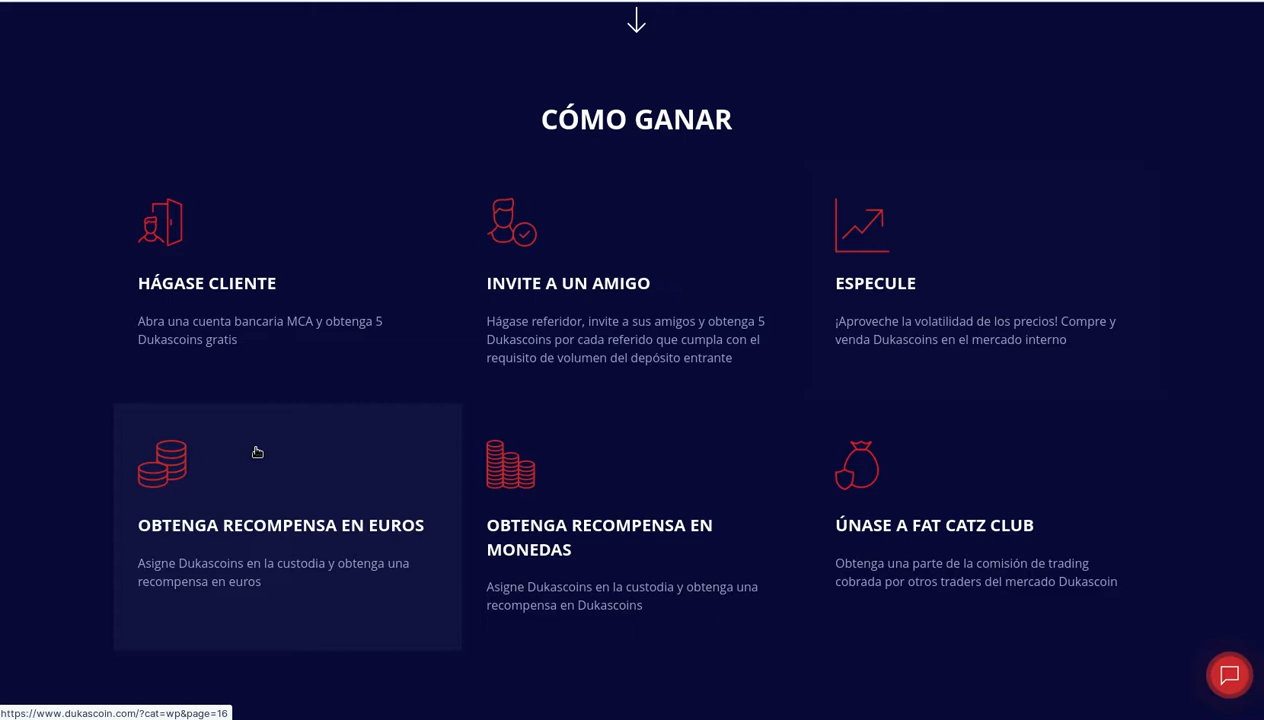 CÓMO GANAR
HÁGASE CLIENTE
Abra una cuenta bancaria MCA y obtenga 5
Dukascoins gratis
INVITE A UN AMIGO
Hágase referidor, invite a sus amigos y obtenga 5
Dukascoins por cada referido que cumpla con el
requisito de volumen del depósito entrante
ESPECULE
¡Aproveche la volatilidad de los precios! Compre y
venda Dukascoins en el mercado interno
OBTENGA RECOMPENSA EN EUROS
Asigne Dukascoins en la custodia y obtenga una
recompensa en euros
OBTENGA RECOMPENSA EN
MONEDAS
Asigne Dukascoins en la custodia y obtenga una
recompensa en Dukascoins
ÚNASE A FAT CATZ CLUB
Obtenga una parte de la comisión de trading
cobrada por otros traders del mercado Dukascoin
https://www.dukascoin.com/?cat=wp&page=16